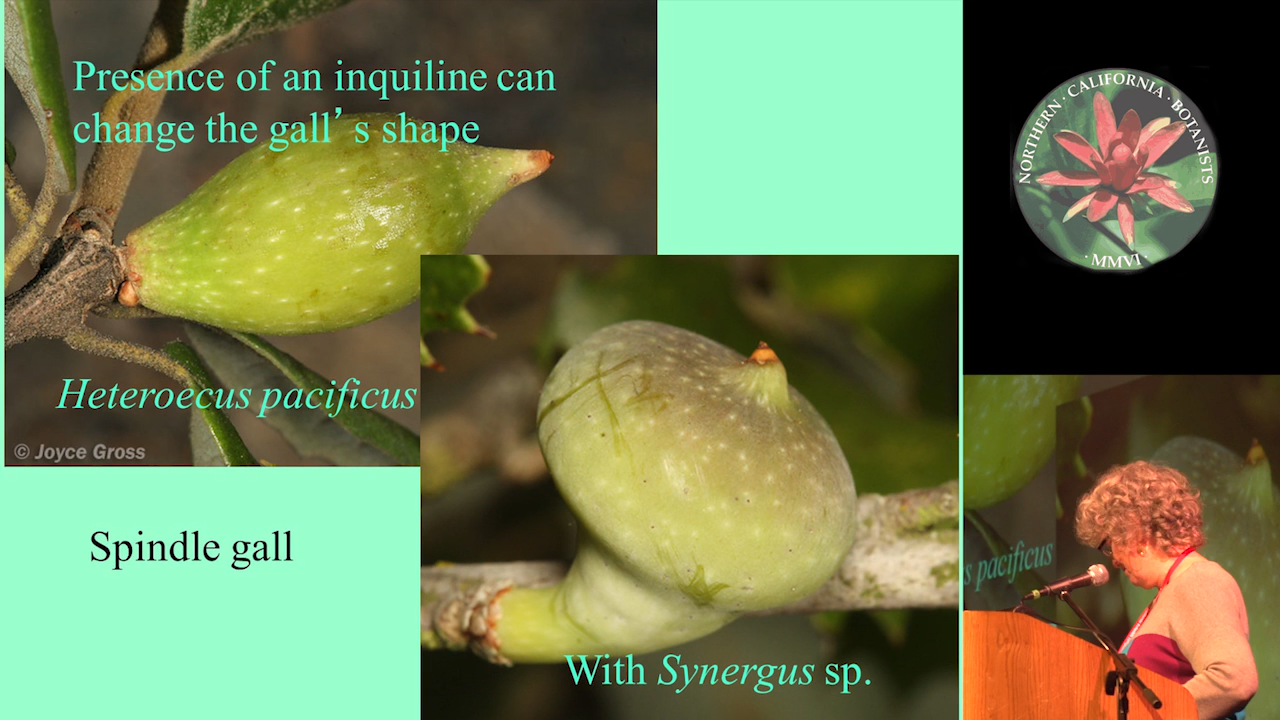 Presence of an inquiline can
change the gall’s shape
Heteroecus pacificus
© Joyce Gross
Spindle gall
With Synergus sp.
NORTHERN · CALIFORNIA · BOTANISTS
· MMVI ·
s pacificus